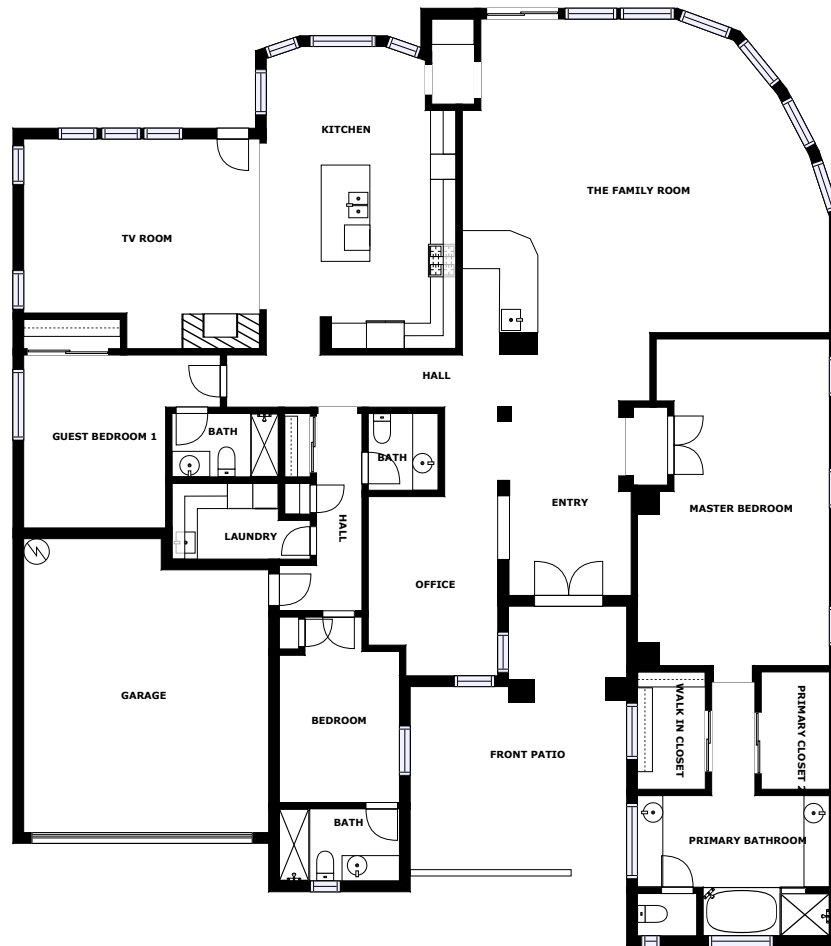 KITCHEN
THE FAMILY ROOM
TV ROOM
HALL
GUEST BEDROOM 1
BATH
BATH
MASTER BEDROOM
ENTRY
LAUNDRY
HALL
OFFICE
GARAGE
BEDROOM
FRONT PATIO
WALK IN CLOSET
PRIMARY CLOSET 2
BATH
PRIMARY BATHROOM